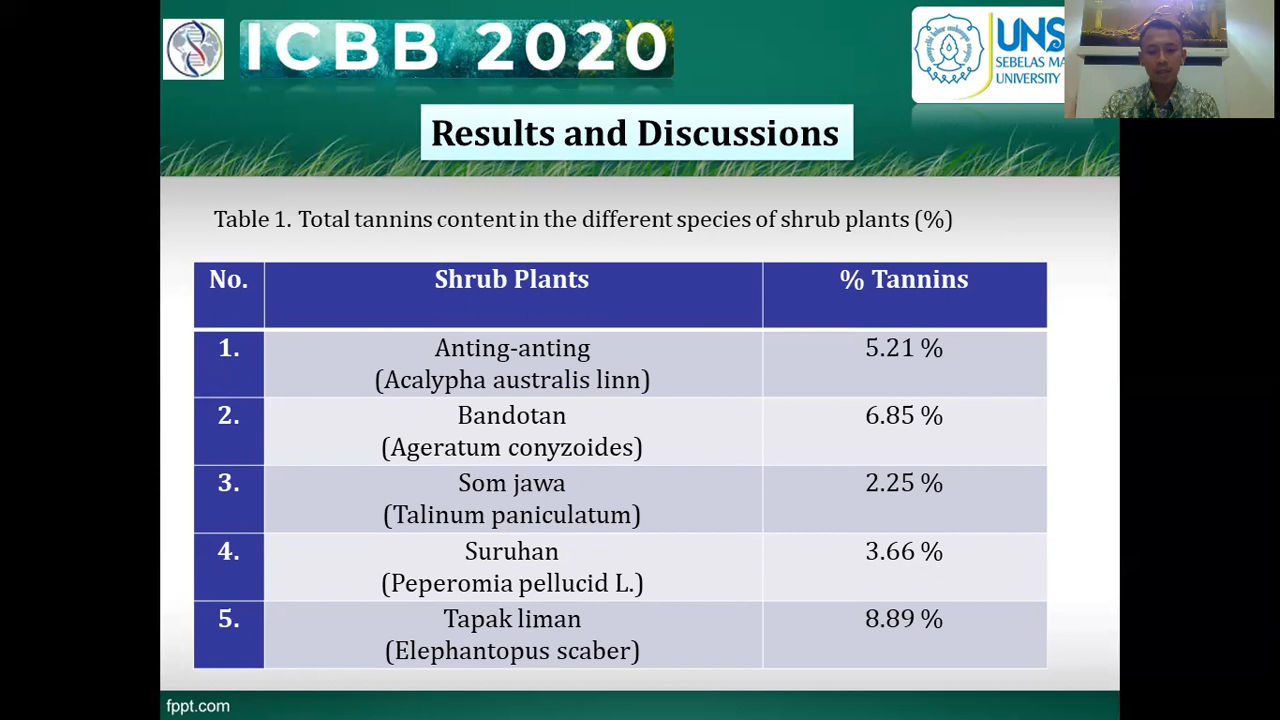 ICBB 2020
UNS
SEBELAS MA
UNIVERSITY
Results and Discussions
Table 1. Total tannins content in the different species of shrub plants (%)
No. Shrub Plants % Tannins
1. Anting-anting 5.21 %
(Acalypha australis linn)
2. Bandotan 6.85 %
(Ageratum conyzoides)
3. Som jawa 2.25 %
(Talinum paniculatum)
4. Suruhan 3.66 %
(Peperomia pellucid L.)
5. Tapak liman 8.89 %
(Elephantopus scaber)
fppt.com